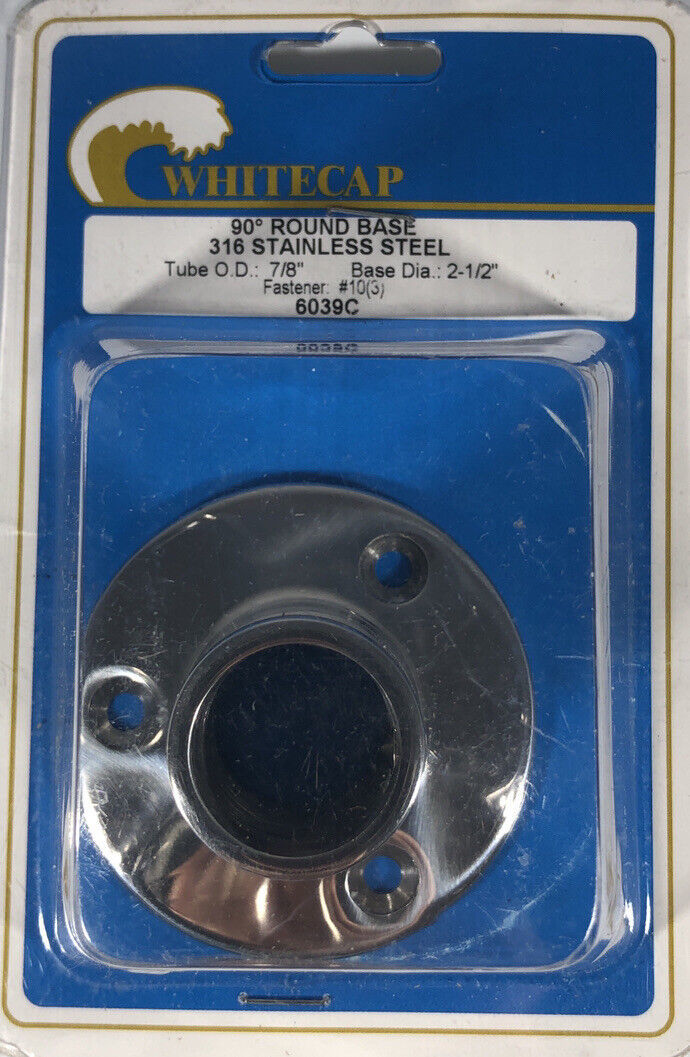 WHITECAP
90° ROUND BASE
316 STAINLESS STEEL
Tube O.D.: 7/8" Base Dia.: 2-1/2"
Fastener: #10(3)
6039C